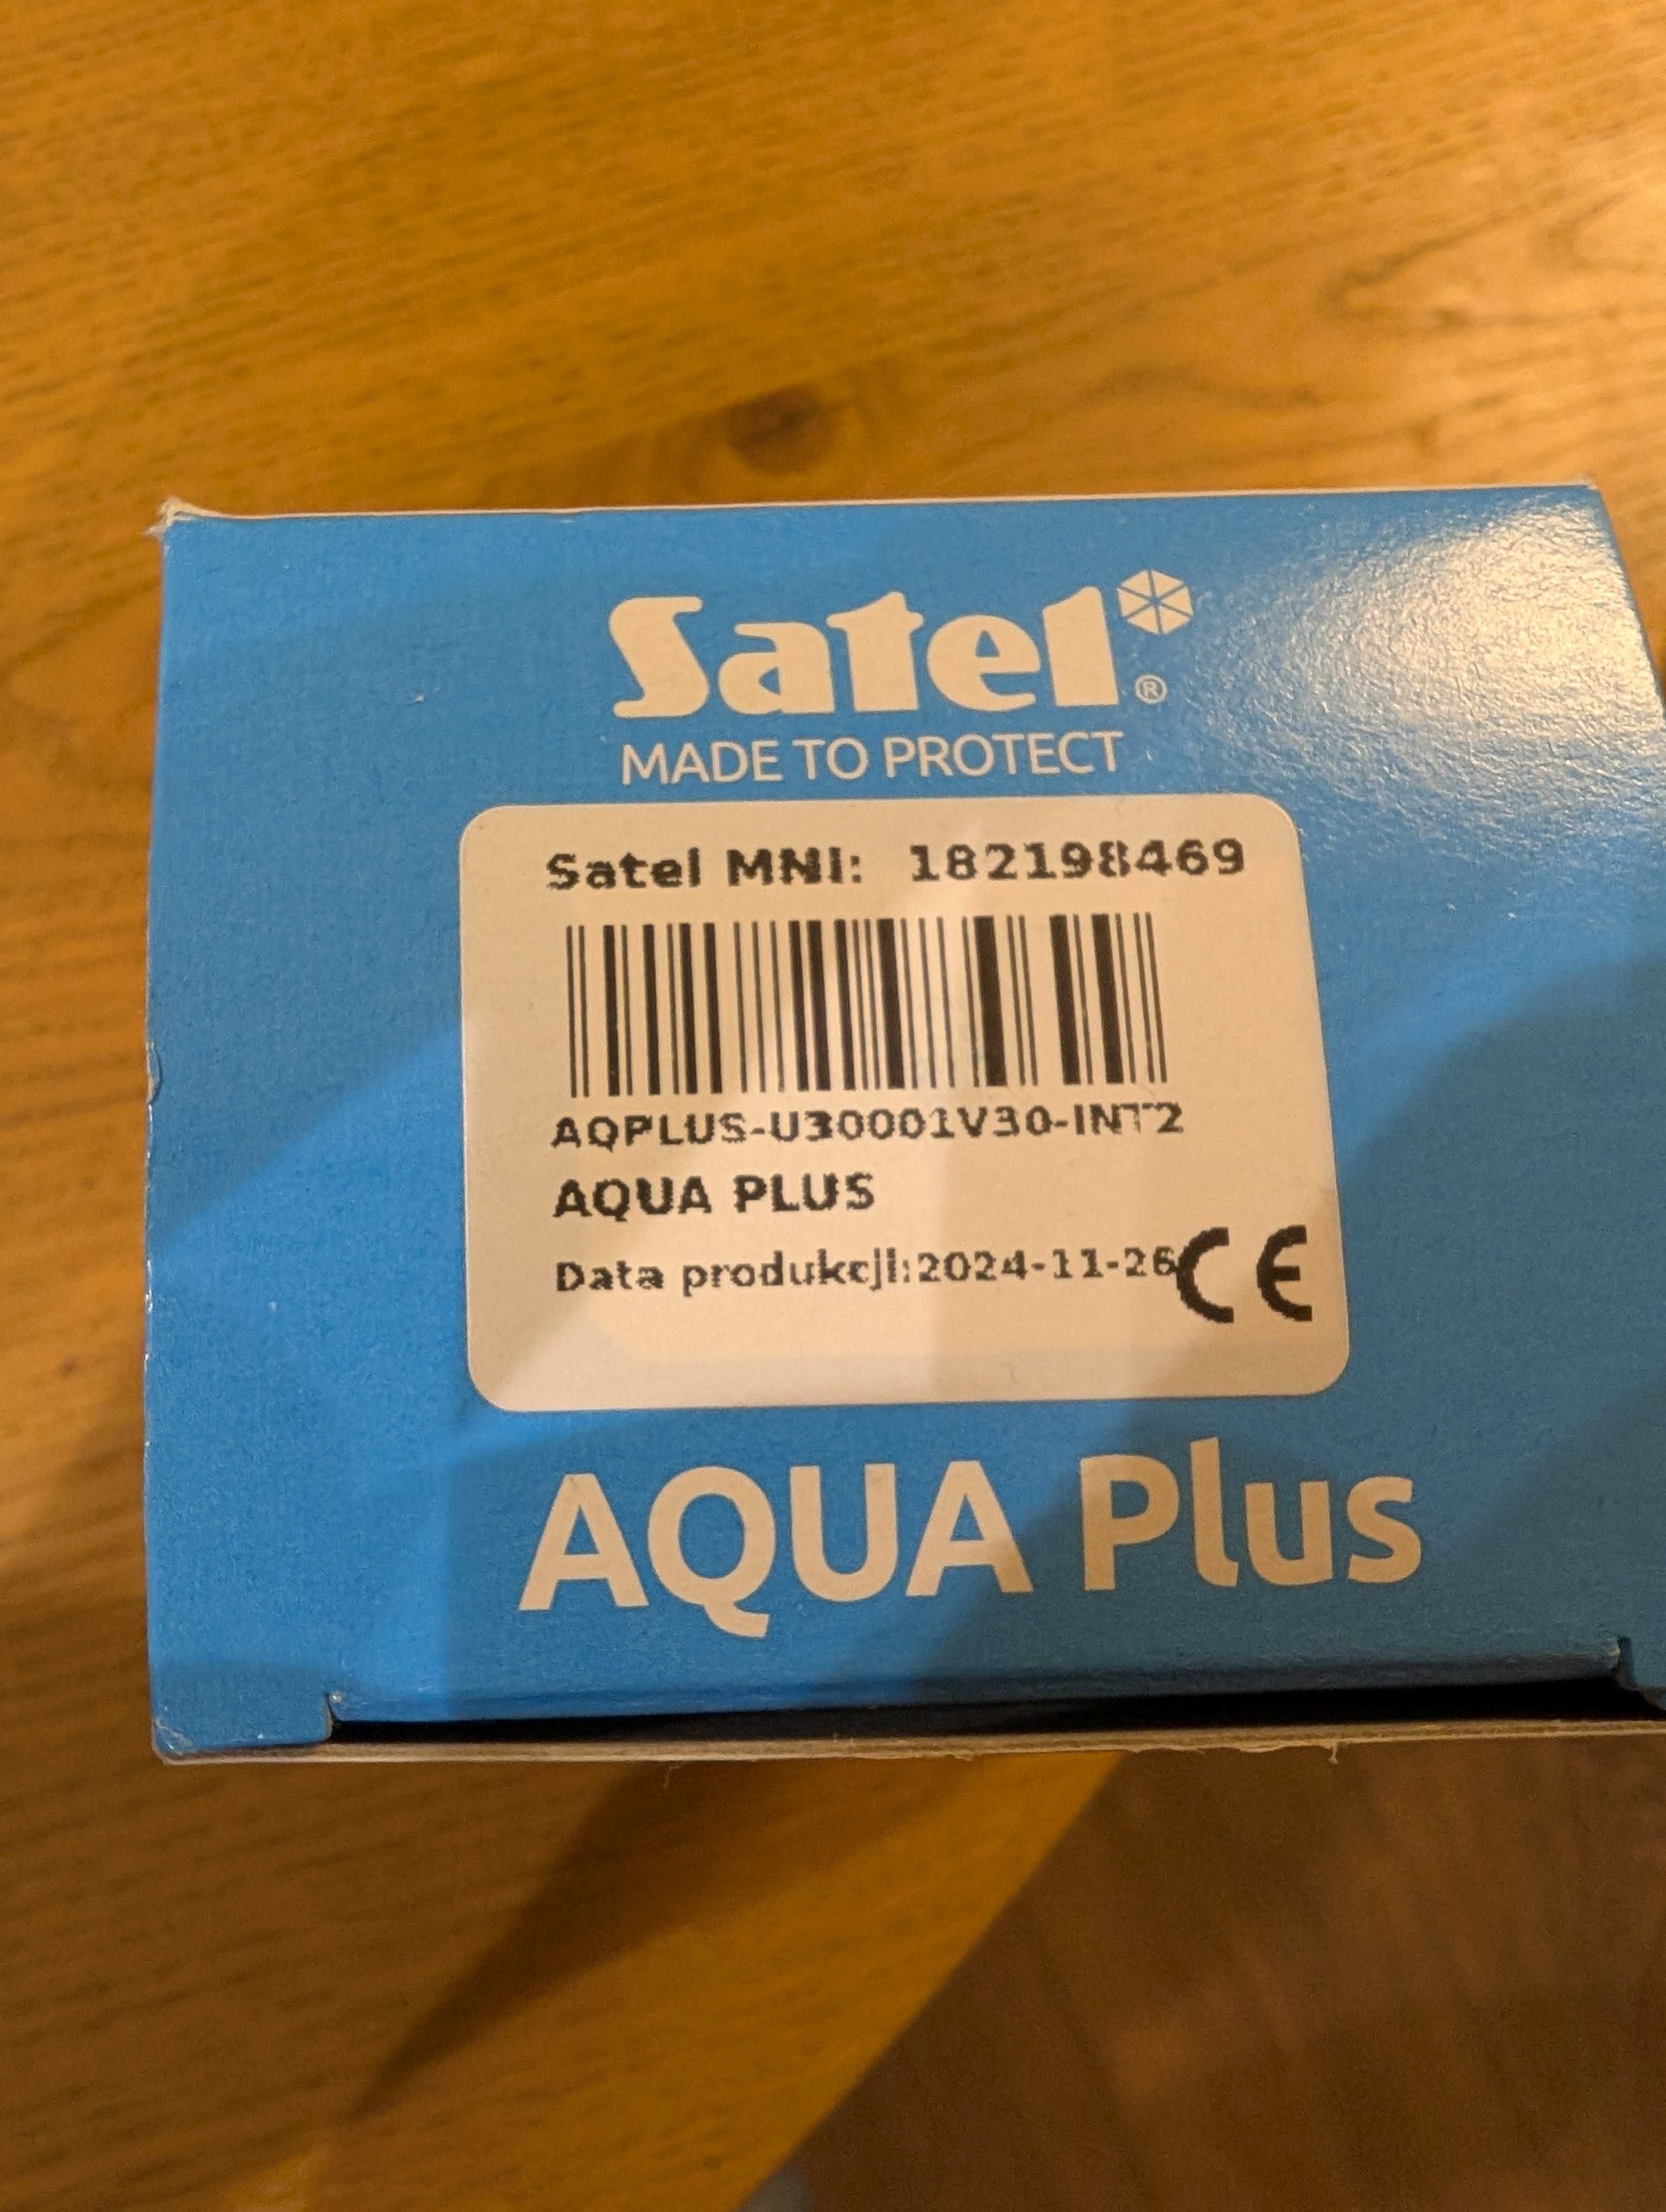 Satel®
MADE TO PROTECT
Satel MNI: 182198469
AQPLUS-U30001V30-INT2
AQUA PLUS
Data produkcji:2024-11-26 CE
AQUA Plus